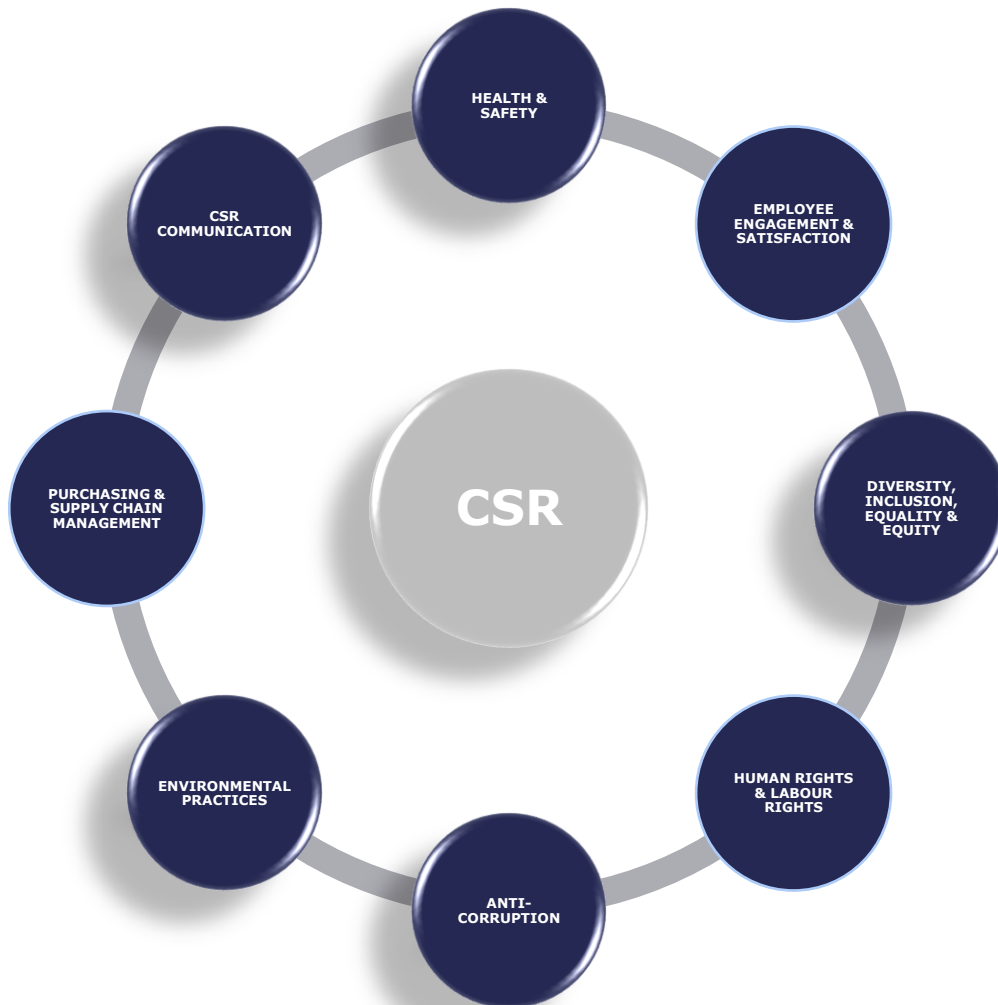 HEALTH &
SAFETY
EMPLOYEE
ENGAGEMENT &
SATISFACTION
DIVERSITY,
INCLUSION,
EQUALITY &
EQUITY
HUMAN RIGHTS
& LABOUR
RIGHTS
ANTI-
CORRUPTION
ENVIRONMENTAL
PRACTICES
PURCHASING &
SUPPLY CHAIN
MANAGEMENT
CSR
COMMUNICATION
CSR